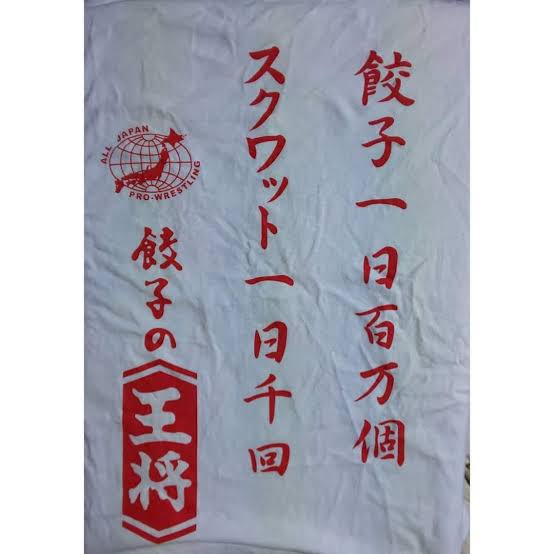 餃子一日百万個
スクワット一日千回
ALL JAPAN
PRO-WRESTLING
餃子の
王将